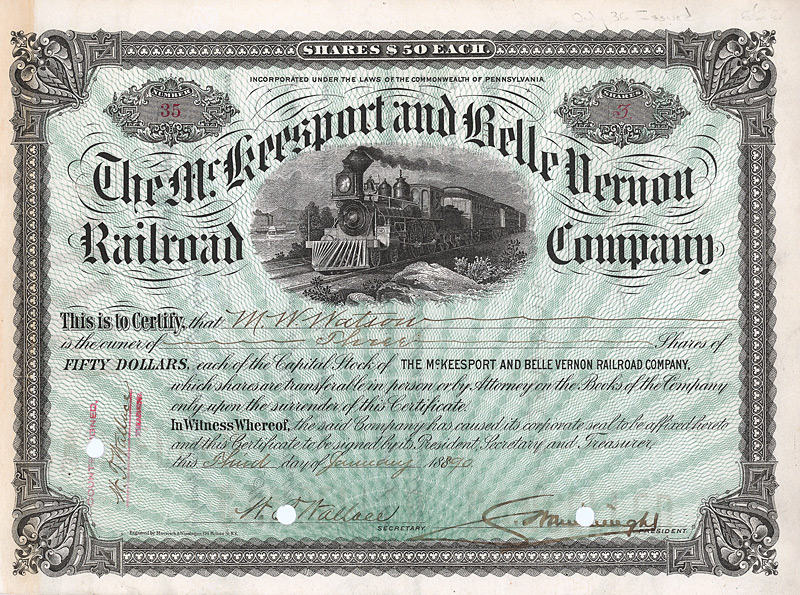 Oct 30 Issued
SHARES $50 EACH.
INCORPORATED UNDER THE LAWS OF THE COMMONWEALTH OF PENNSYLVANIA.
NUMBER
35
SHARES
3
The McKeesport and Belle Vernon
Railroad Company
This is to Certify, that M. W. Watson
is the owner of Three Shares of
FIFTY DOLLARS, each of the Capital Stock of THE McKEESPORT AND BELLE VERNON RAILROAD COMPANY,
which shares are transferable in person or by Attorney on the Books of the Company
only upon the surrender of this Certificate.
In Witness Whereof, the said Company has caused its corporate seal to be affixed hereto
and this Certificate to be signed by its President, Secretary and Treasurer,
this Third day of January 1890
COUNTERSIGNED,
W. D. Wallace
W. D. Wallace
SECRETARY.
PRESIDENT.